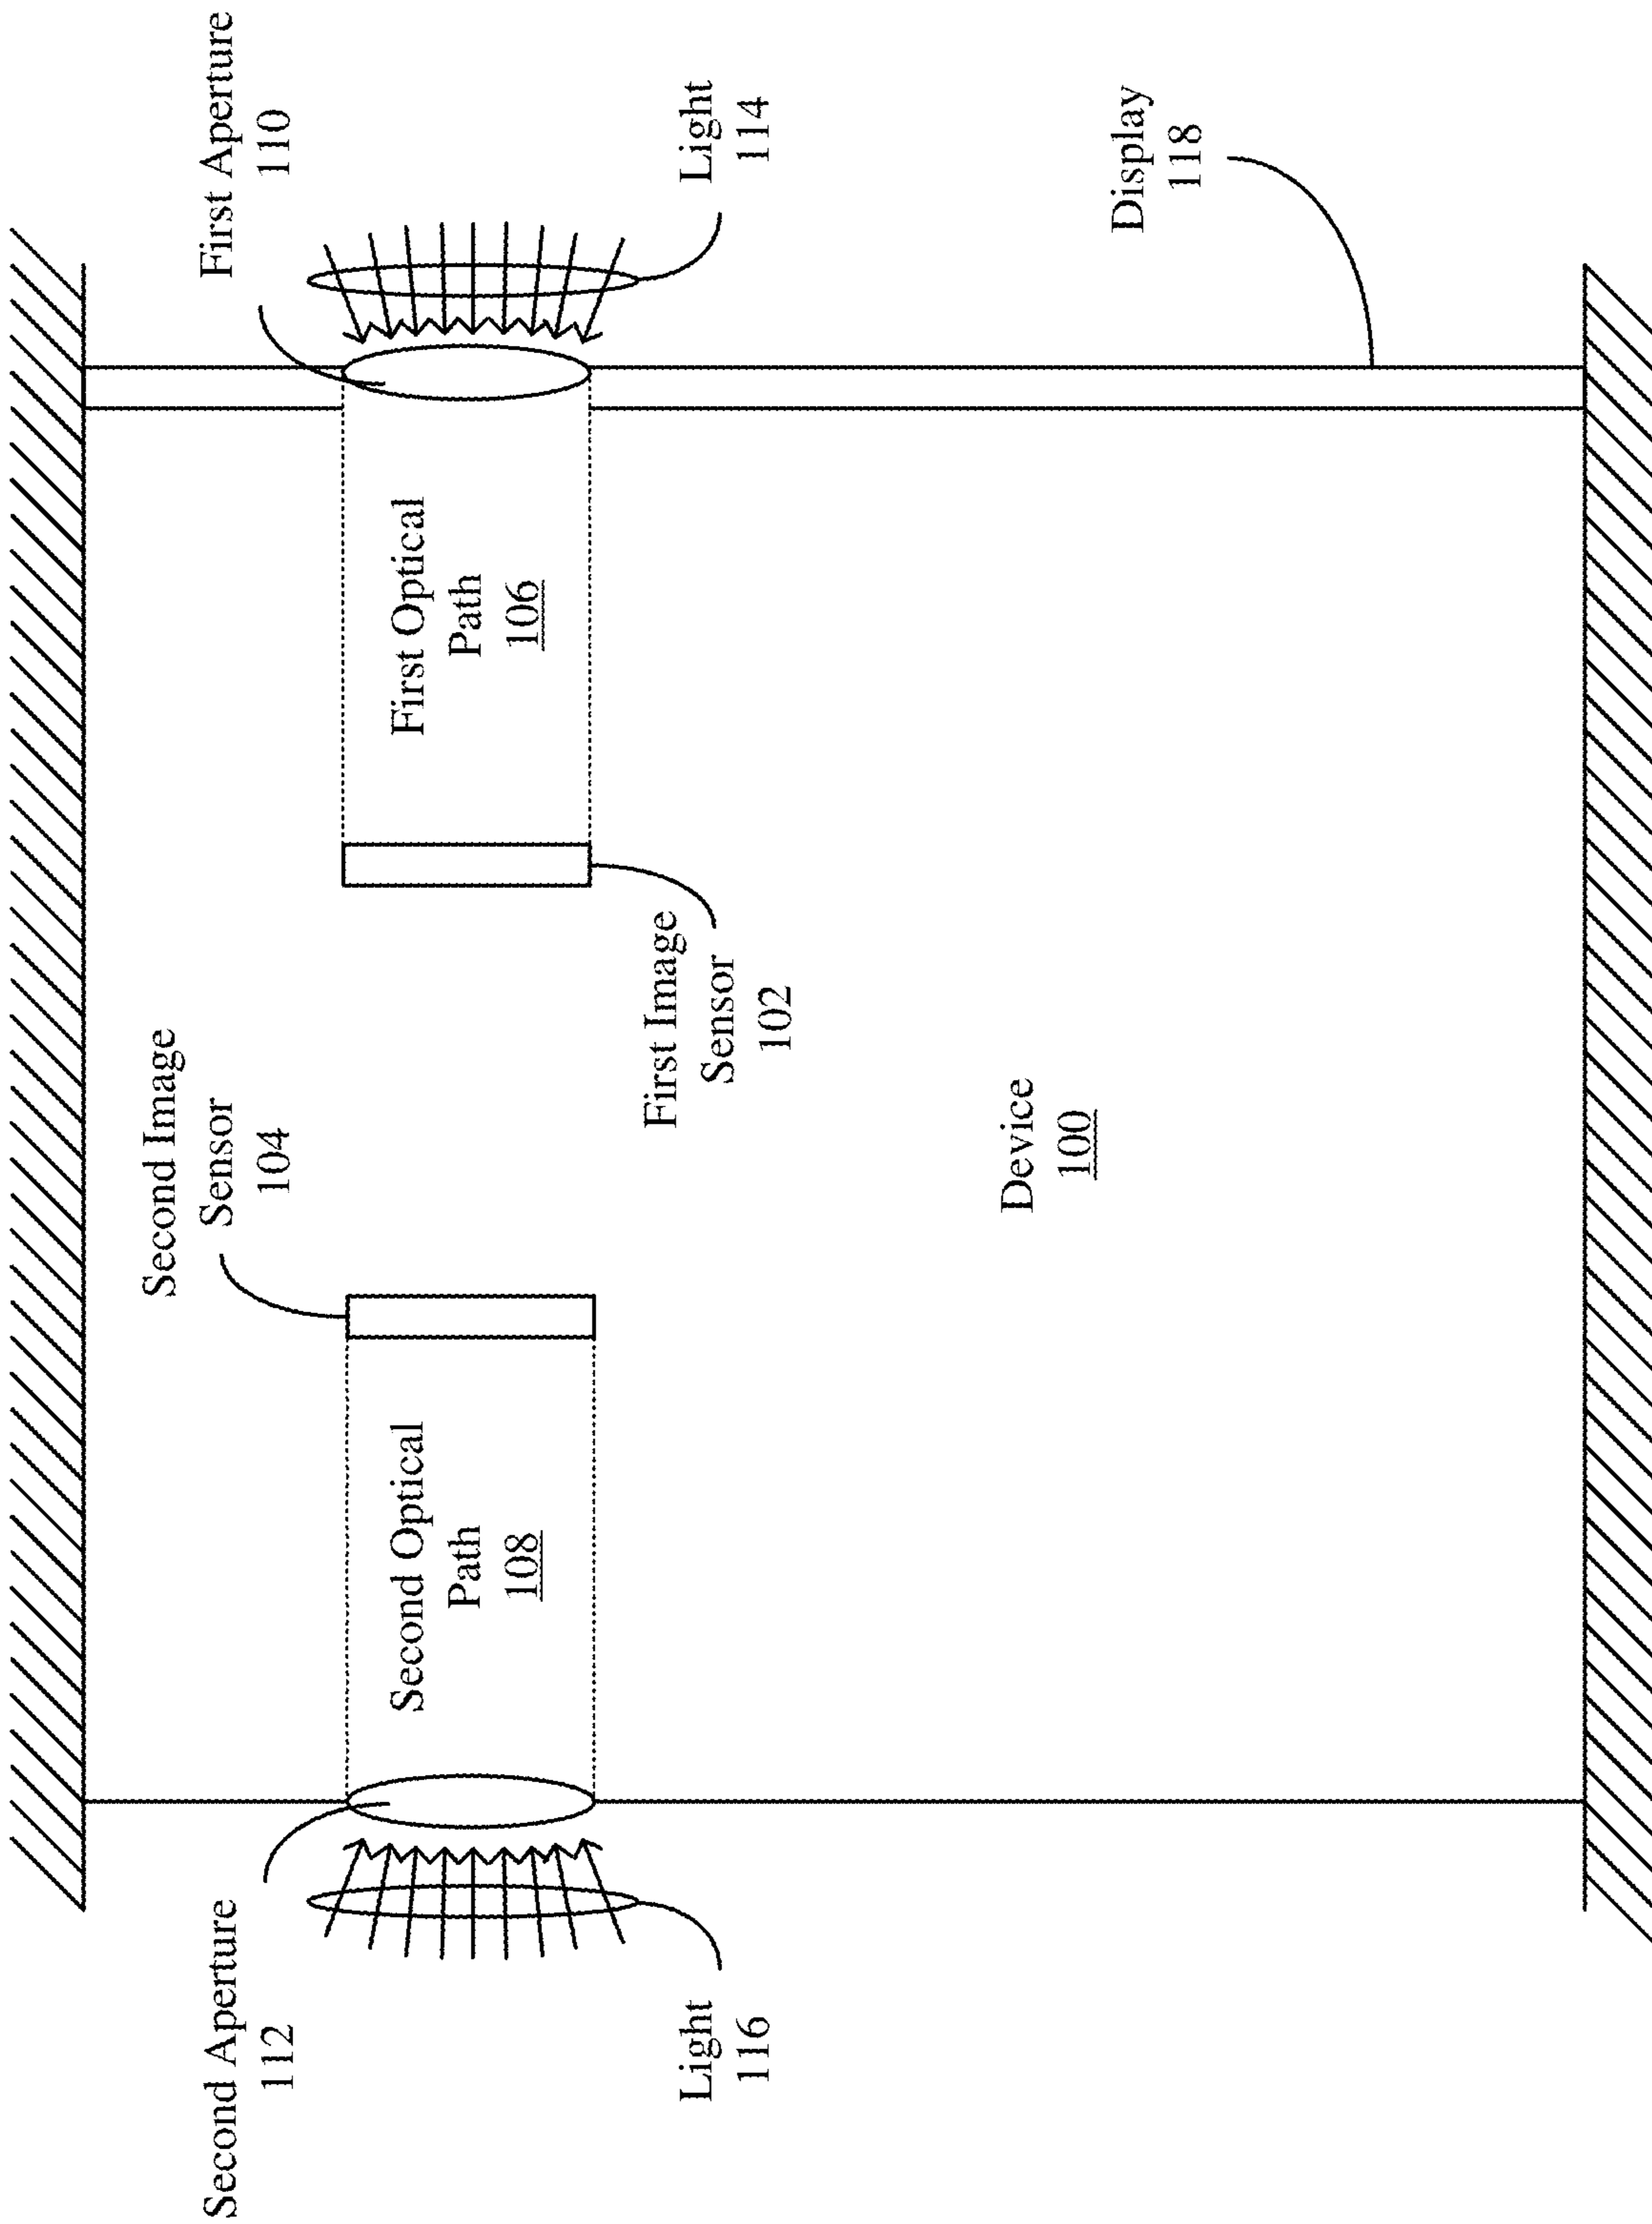 Second Aperture
112
Light
116
Second Optical
Path
108
Second Image
Sensor
104
First Image
Sensor
102
Device
100
First Optical
Path
106
First Aperture
110
Light
114
Display
118